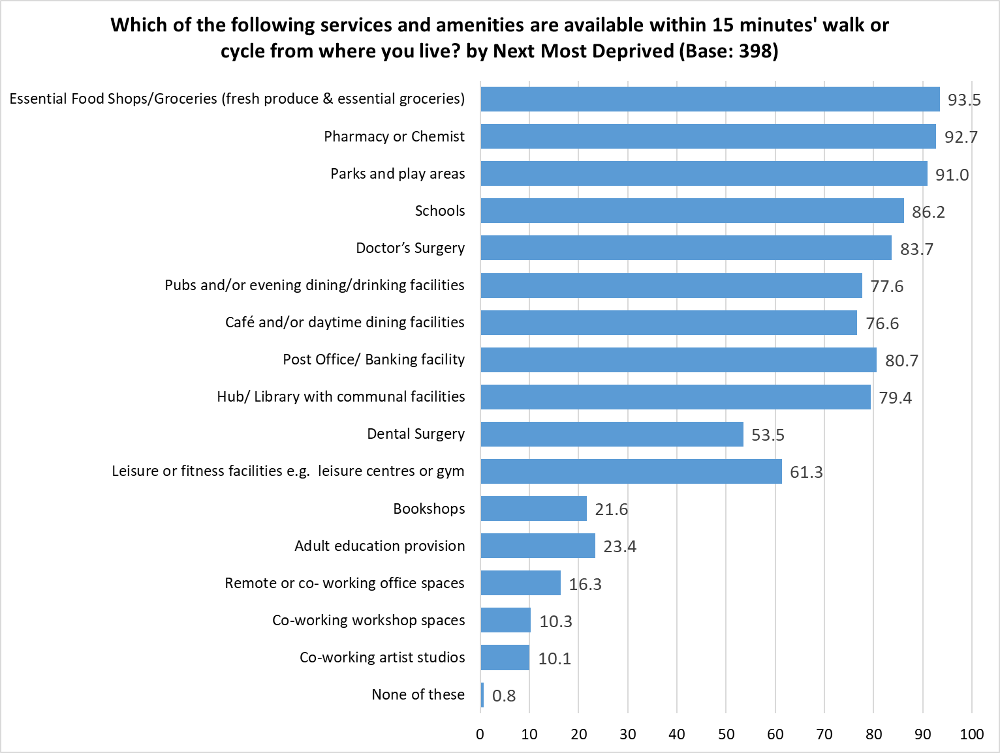 Which of the following services and amenities are available within 15 minutes' walk or
cycle from where you live? by Next Most Deprived (Base: 398)
Essential Food Shops/Groceries (fresh produce & essential groceries) 93.5
Pharmacy or Chemist 92.7
Parks and play areas 91.0
Schools 86.2
Doctor’s Surgery 83.7
Pubs and/or evening dining/drinking facilities 77.6
Café and/or daytime dining facilities 76.6
Post Office/ Banking facility 80.7
Hub/ Library with communal facilities 79.4
Dental Surgery 53.5
Leisure or fitness facilities e.g.  leisure centres or gym 61.3
Bookshops 21.6
Adult education provision 23.4
Remote or co- working office spaces 16.3
Co-working workshop spaces 10.3
Co-working artist studios 10.1
None of these 0.8
0 10 20 30 40 50 60 70 80 90 100